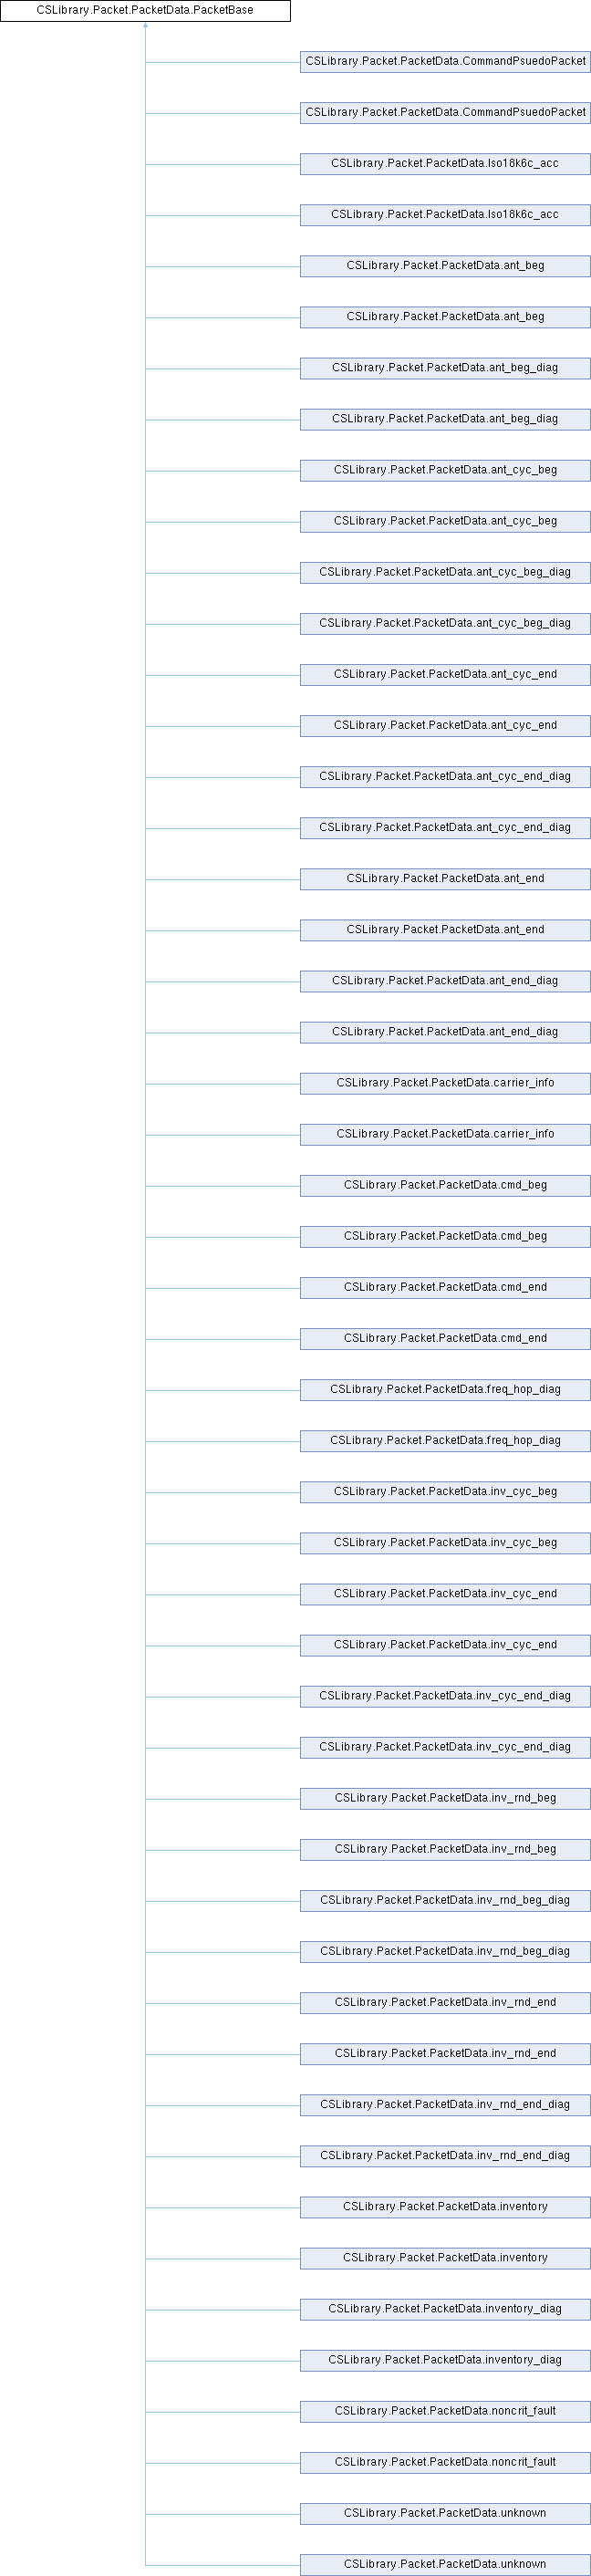 CSLibrary.Packet.PacketData.PacketBase
CSLibrary.Packet.PacketData.CommandPsuedoPacket
CSLibrary.Packet.PacketData.CommandPsuedoPacket
CSLibrary.Packet.PacketData.Iso18k6c_acc
CSLibrary.Packet.PacketData.Iso18k6c_acc
CSLibrary.Packet.PacketData.ant_beg
CSLibrary.Packet.PacketData.ant_beg
CSLibrary.Packet.PacketData.ant_beg_diag
CSLibrary.Packet.PacketData.ant_beg_diag
CSLibrary.Packet.PacketData.ant_cyc_beg
CSLibrary.Packet.PacketData.ant_cyc_beg
CSLibrary.Packet.PacketData.ant_cyc_beg_diag
CSLibrary.Packet.PacketData.ant_cyc_beg_diag
CSLibrary.Packet.PacketData.ant_cyc_end
CSLibrary.Packet.PacketData.ant_cyc_end
CSLibrary.Packet.PacketData.ant_cyc_end_diag
CSLibrary.Packet.PacketData.ant_cyc_end_diag
CSLibrary.Packet.PacketData.ant_end
CSLibrary.Packet.PacketData.ant_end
CSLibrary.Packet.PacketData.ant_end_diag
CSLibrary.Packet.PacketData.ant_end_diag
CSLibrary.Packet.PacketData.carrier_info
CSLibrary.Packet.PacketData.carrier_info
CSLibrary.Packet.PacketData.cmd_beg
CSLibrary.Packet.PacketData.cmd_beg
CSLibrary.Packet.PacketData.cmd_end
CSLibrary.Packet.PacketData.cmd_end
CSLibrary.Packet.PacketData.freq_hop_diag
CSLibrary.Packet.PacketData.freq_hop_diag
CSLibrary.Packet.PacketData.inv_cyc_beg
CSLibrary.Packet.PacketData.inv_cyc_beg
CSLibrary.Packet.PacketData.inv_cyc_end
CSLibrary.Packet.PacketData.inv_cyc_end
CSLibrary.Packet.PacketData.inv_cyc_end_diag
CSLibrary.Packet.PacketData.inv_cyc_end_diag
CSLibrary.Packet.PacketData.inv_rnd_beg
CSLibrary.Packet.PacketData.inv_rnd_beg
CSLibrary.Packet.PacketData.inv_rnd_beg_diag
CSLibrary.Packet.PacketData.inv_rnd_beg_diag
CSLibrary.Packet.PacketData.inv_rnd_end
CSLibrary.Packet.PacketData.inv_rnd_end
CSLibrary.Packet.PacketData.inv_rnd_end_diag
CSLibrary.Packet.PacketData.inv_rnd_end_diag
CSLibrary.Packet.PacketData.inventory
CSLibrary.Packet.PacketData.inventory
CSLibrary.Packet.PacketData.inventory_diag
CSLibrary.Packet.PacketData.inventory_diag
CSLibrary.Packet.PacketData.noncrit_fault
CSLibrary.Packet.PacketData.noncrit_fault
CSLibrary.Packet.PacketData.unknown
CSLibrary.Packet.PacketData.unknown